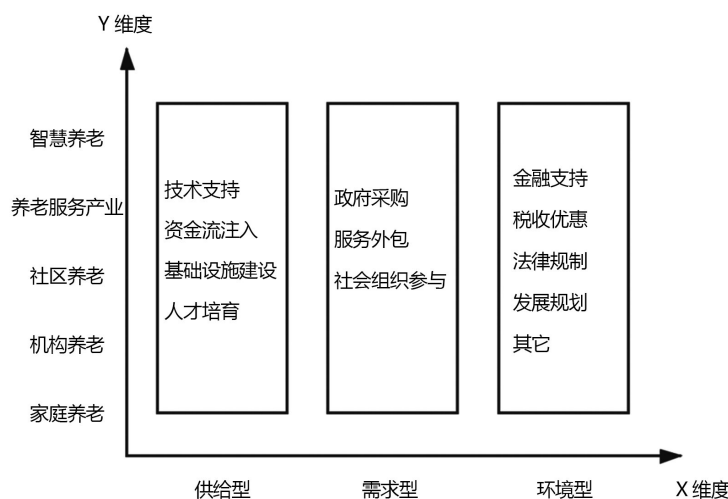 Y 维度
智慧养老
养老服务产业
社区养老
机构养老
家庭养老
技术支持
资金流注入
基础设施建设
人才培育
政府采购
服务外包
社会组织参与
金融支持
税收优惠
法律规制
发展规划
其它
供给型
需求型
环境型
X 维度